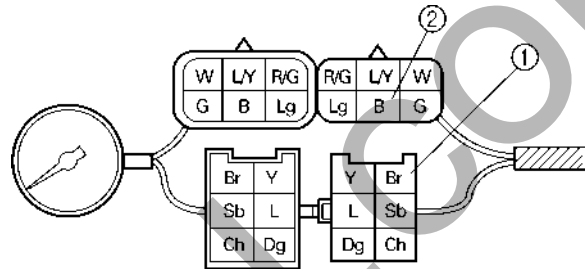 ②
W L/Y R/G R/G L/Y W
①
G B Lg Lg B G
Br Y Y Br
Sb L L Sb
Ch Dg Dg Ch